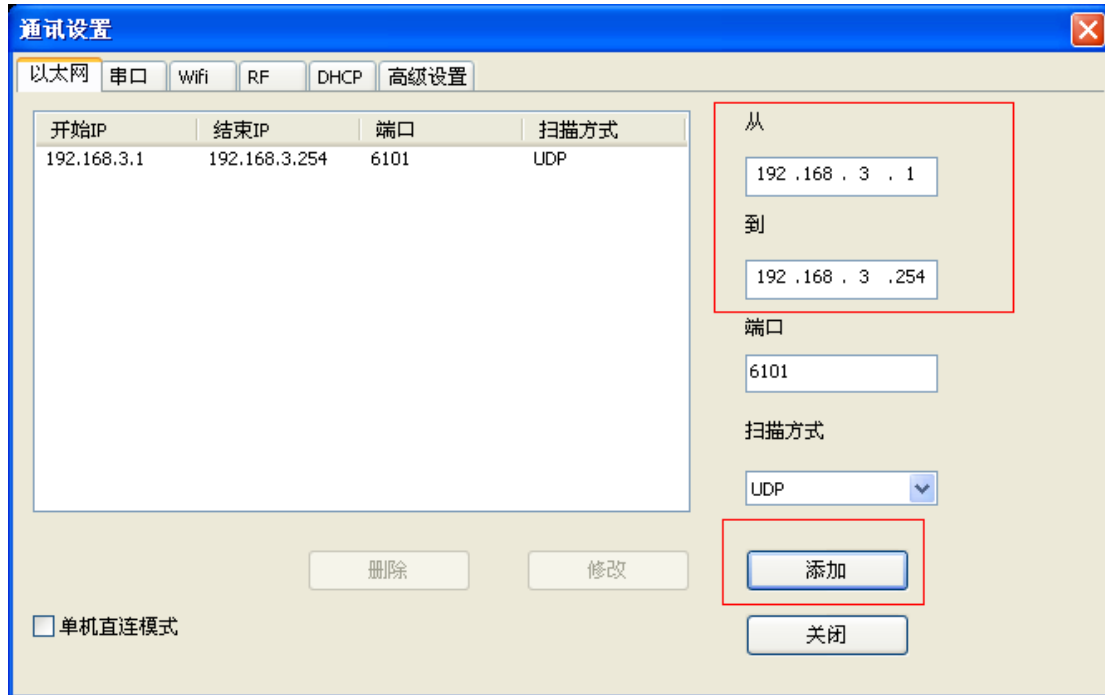 通讯设置
以太网 串口 Wifi RF DHCP 高级设置
开始IP 结束IP 端口 扫描方式
192.168.3.1 192.168.3.254 6101 UDP
从
192 .168 . 3 . 1
到
192 .168 . 3 .254
端口
6101
扫描方式
UDP
删除 修改 添加
单机直连模式 关闭